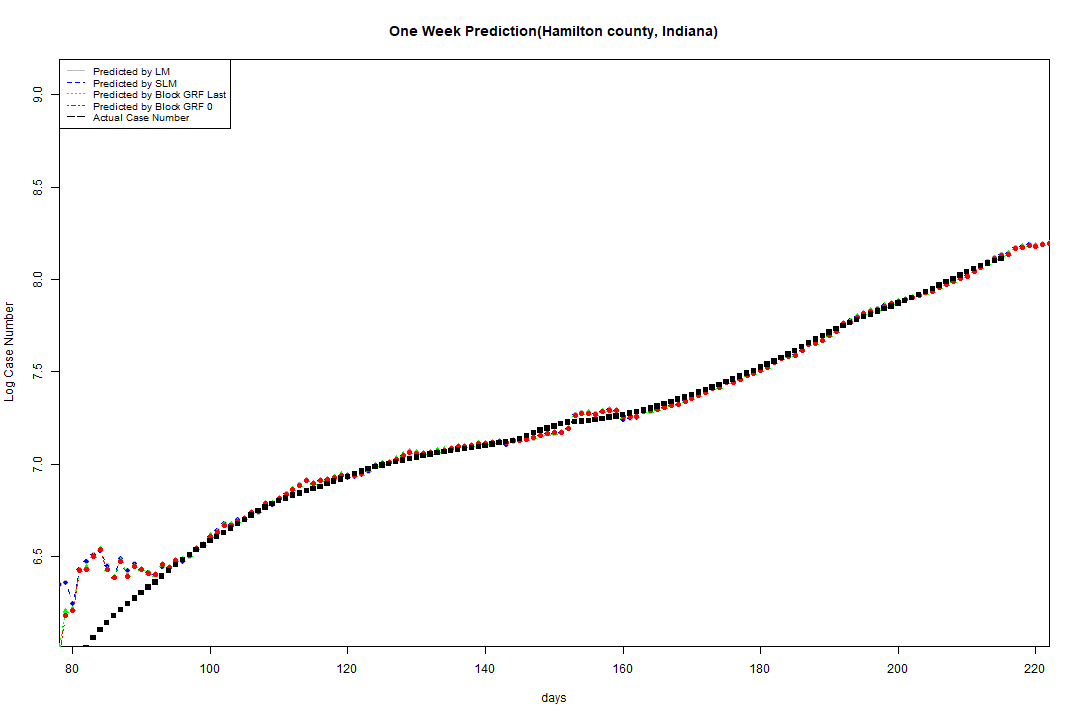 One Week Prediction(Hamilton county, Indiana)
Predicted by LM
Predicted by SLM
Predicted by Block GRF Last
Predicted by Block GRF 0
Actual Case Number
9.0
8.5
8.0
7.5
7.0
6.5
Log Case Number
80 100 120 140 160 180 200 220
days